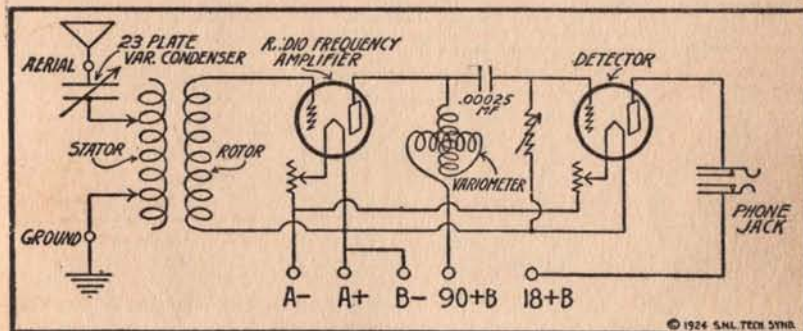 23 PLATE
VAR. CONDENSER
AERIAL
STATOR
ROTOR
GROUND
RADIO FREQUENCY
AMPLIFIER
.00025
MF
VARIOMETER
DETECTOR
PHONE
JACK
A- A+ B- 90+B 18+B
© 1924 S.N.L. TECH. SYND.